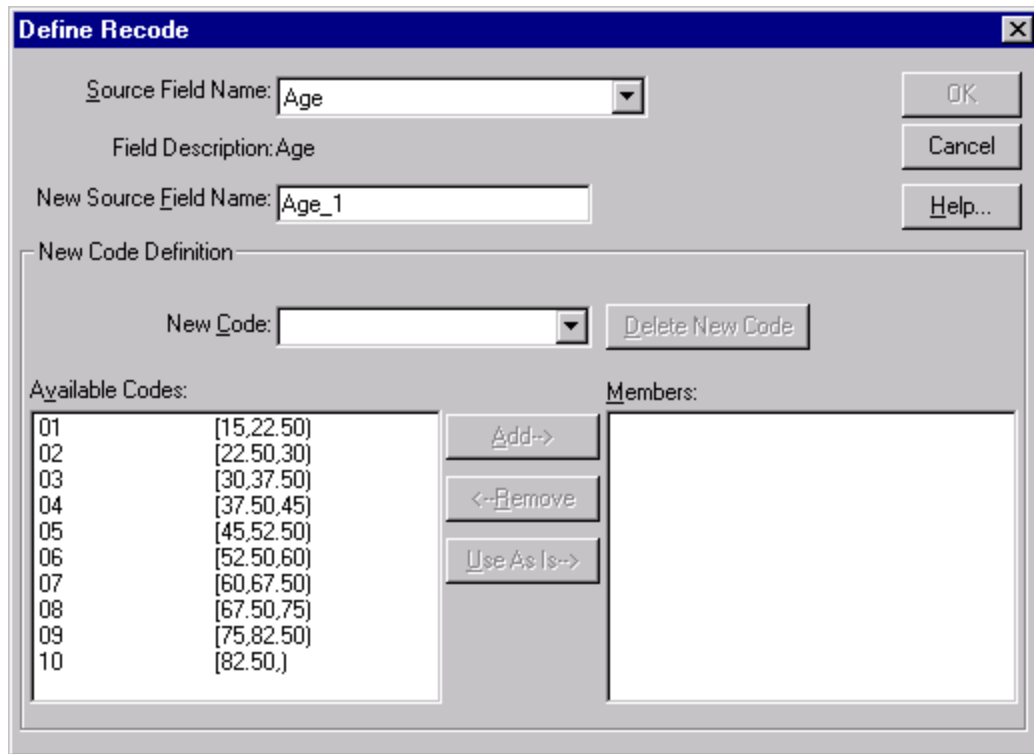 Define Recode
Source Field Name: Age
OK
Field Description: Age
Cancel
New Source Field Name: Age_1
Help...
New Code Definition
New Code:
Delete New Code
Available Codes:
Members:
01 [15,22.50)
02 [22.50,30)
03 [30,37.50)
04 [37.50,45)
05 [45,52.50)
06 [52.50,60)
07 [60,67.50)
08 [67.50,75)
09 [75,82.50)
10 [82.50,)
Add-->
<--Remove
Use As Is-->